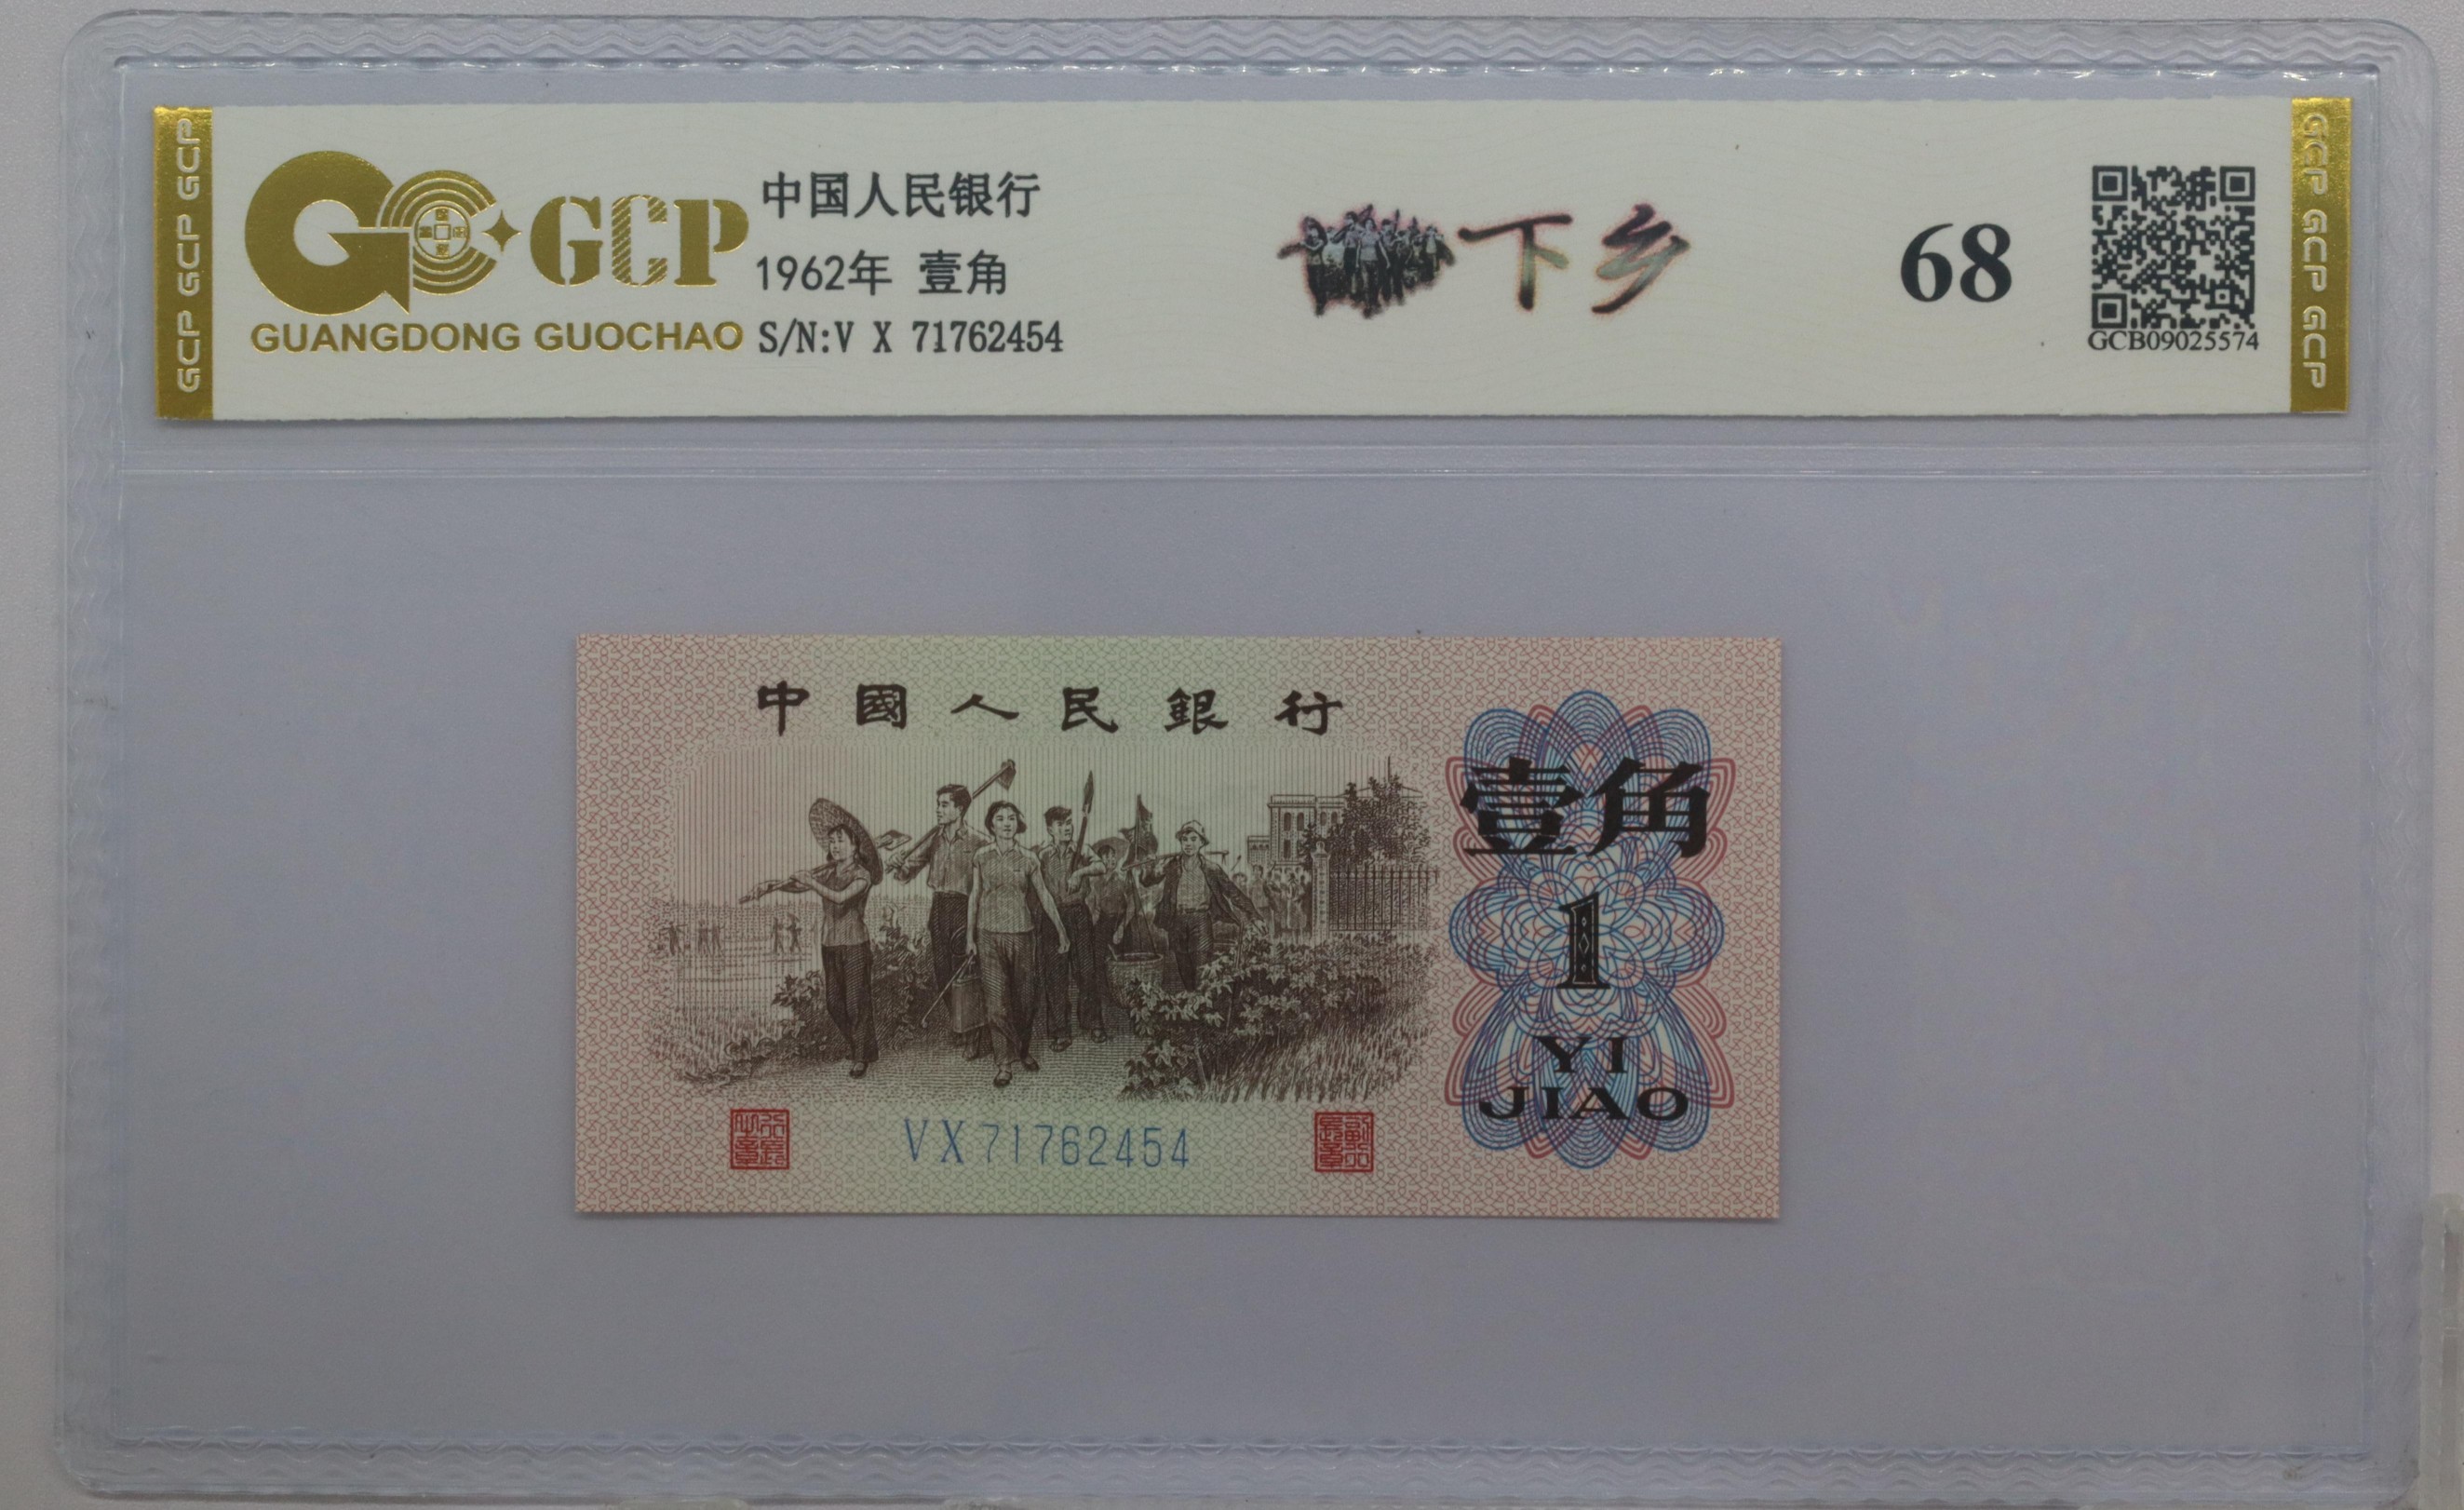 GCP GCP GCP
GCP
GUANGDONG GUOCHAO
中国人民银行
1962年 壹角
S/N:V X 71762454
下乡
68
GCB09025574
GCP GCP GCP
中國人民銀行
壹角
1
YI
JIAO
VX71762454